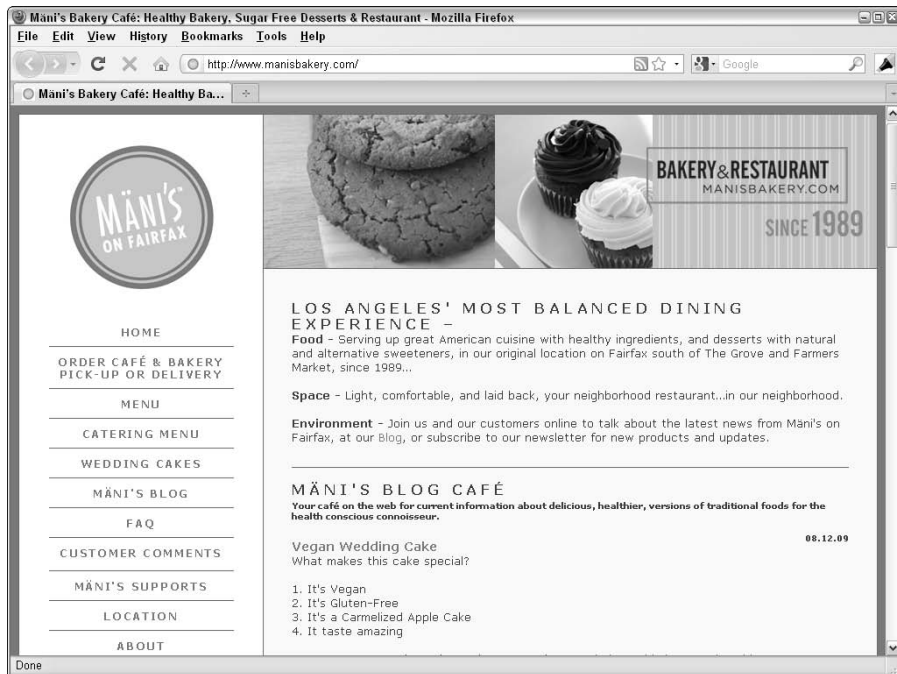 Mäni's Bakery Café: Healthy Bakery, Sugar Free Desserts & Restaurant - Mozilla Firefox
File Edit View History Bookmarks Tools Help
http://www.manisbakery.com/
Google
Mäni's Bakery Café: Healthy Ba...
MÄNI'S
ON FAIRFAX
BAKERY&RESTAURANT
MANISBAKERY.COM
SINCE 1989
HOME
ORDER CAFÉ & BAKERY
PICK-UP OR DELIVERY
MENU
CATERING MENU
WEDDING CAKES
MÄNI'S BLOG
FAQ
CUSTOMER COMMENTS
MÄNI'S SUPPORTS
LOCATION
ABOUT
LOS ANGELES' MOST BALANCED DINING
EXPERIENCE –
Food – Serving up great American cuisine with healthy ingredients, and desserts with natural
and alternative sweeteners, in our original location on Fairfax south of The Grove and Farmers
Market, since 1989...
Space – Light, comfortable, and laid back, your neighborhood restaurant...in our neighborhood.
Environment – Join us and our customers online to talk about the latest news from Mäni's on
Fairfax, at our Blog, or subscribe to our newsletter for new products and updates.
MÄNI'S BLOG CAFÉ
Your café on the web for current information about delicious, healthier, versions of traditional foods for the
health conscious connoisseur.
08.12.09
Vegan Wedding Cake
What makes this cake special?
1. It's Vegan
2. It's Gluten-Free
3. It's a Carmelized Apple Cake
4. It taste amazing
Done